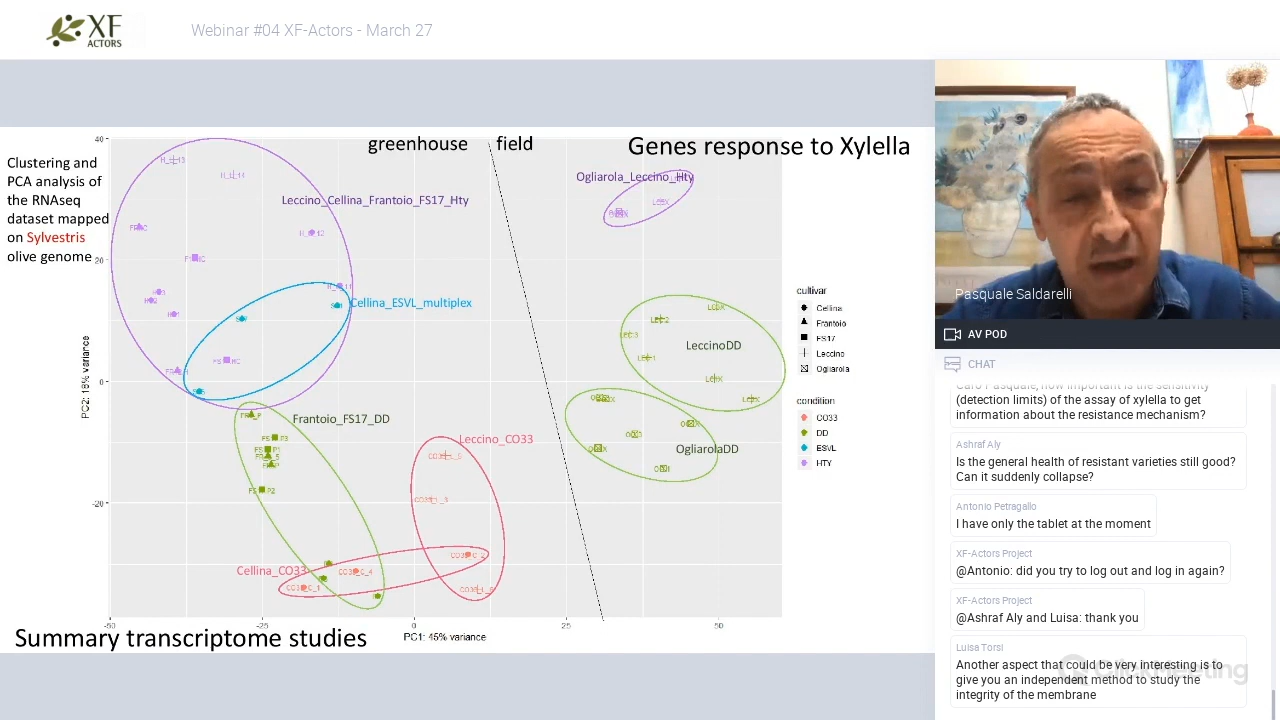 XF
ACTORS
Webinar #04 XF-Actors - March 27
Clustering and
PCA analysis of
the RNAseq
dataset mapped
on Sylvestris
olive genome
greenhouse
field
Genes response to Xylella
Ogliarola_Leccino_Hty
Leccino_Cellina_Frantoio_FS17_Hty
Cellina_ESVL_multiplex
LeccinoDD
Frantoio_FS17_DD
Leccino_CO33
OgliarolaDD
Cellina_CO33
40
20
0
-20
PC2: 16% variance
-50
-25
0
25
50
PC1: 45% variance
cultivar
Cellina
Frantoio
FS17
Leccino
Ogliarola
condition
CO33
DD
ESVL
HTY
Summary transcriptome studies
Pasquale Saldarelli
AV POD
CHAT
Caro Pasquale, how important is the sensitivity
(detection limits) of the assay of xylella to get
information about the resistance mechanism?
Ashraf Aly
Is the general health of resistant varieties still good?
Can it suddenly collapse?
Antonio Petragallo
I have only the tablet at the moment
XF-Actors Project
@Antonio: did you try to log out and log in again?
XF-Actors Project
@Ashraf Aly and Luisa: thank you
Luisa Torsi
Another aspect that could be very interesting is to
give you an independent method to study the
integrity of the membrane
ClickMeeting